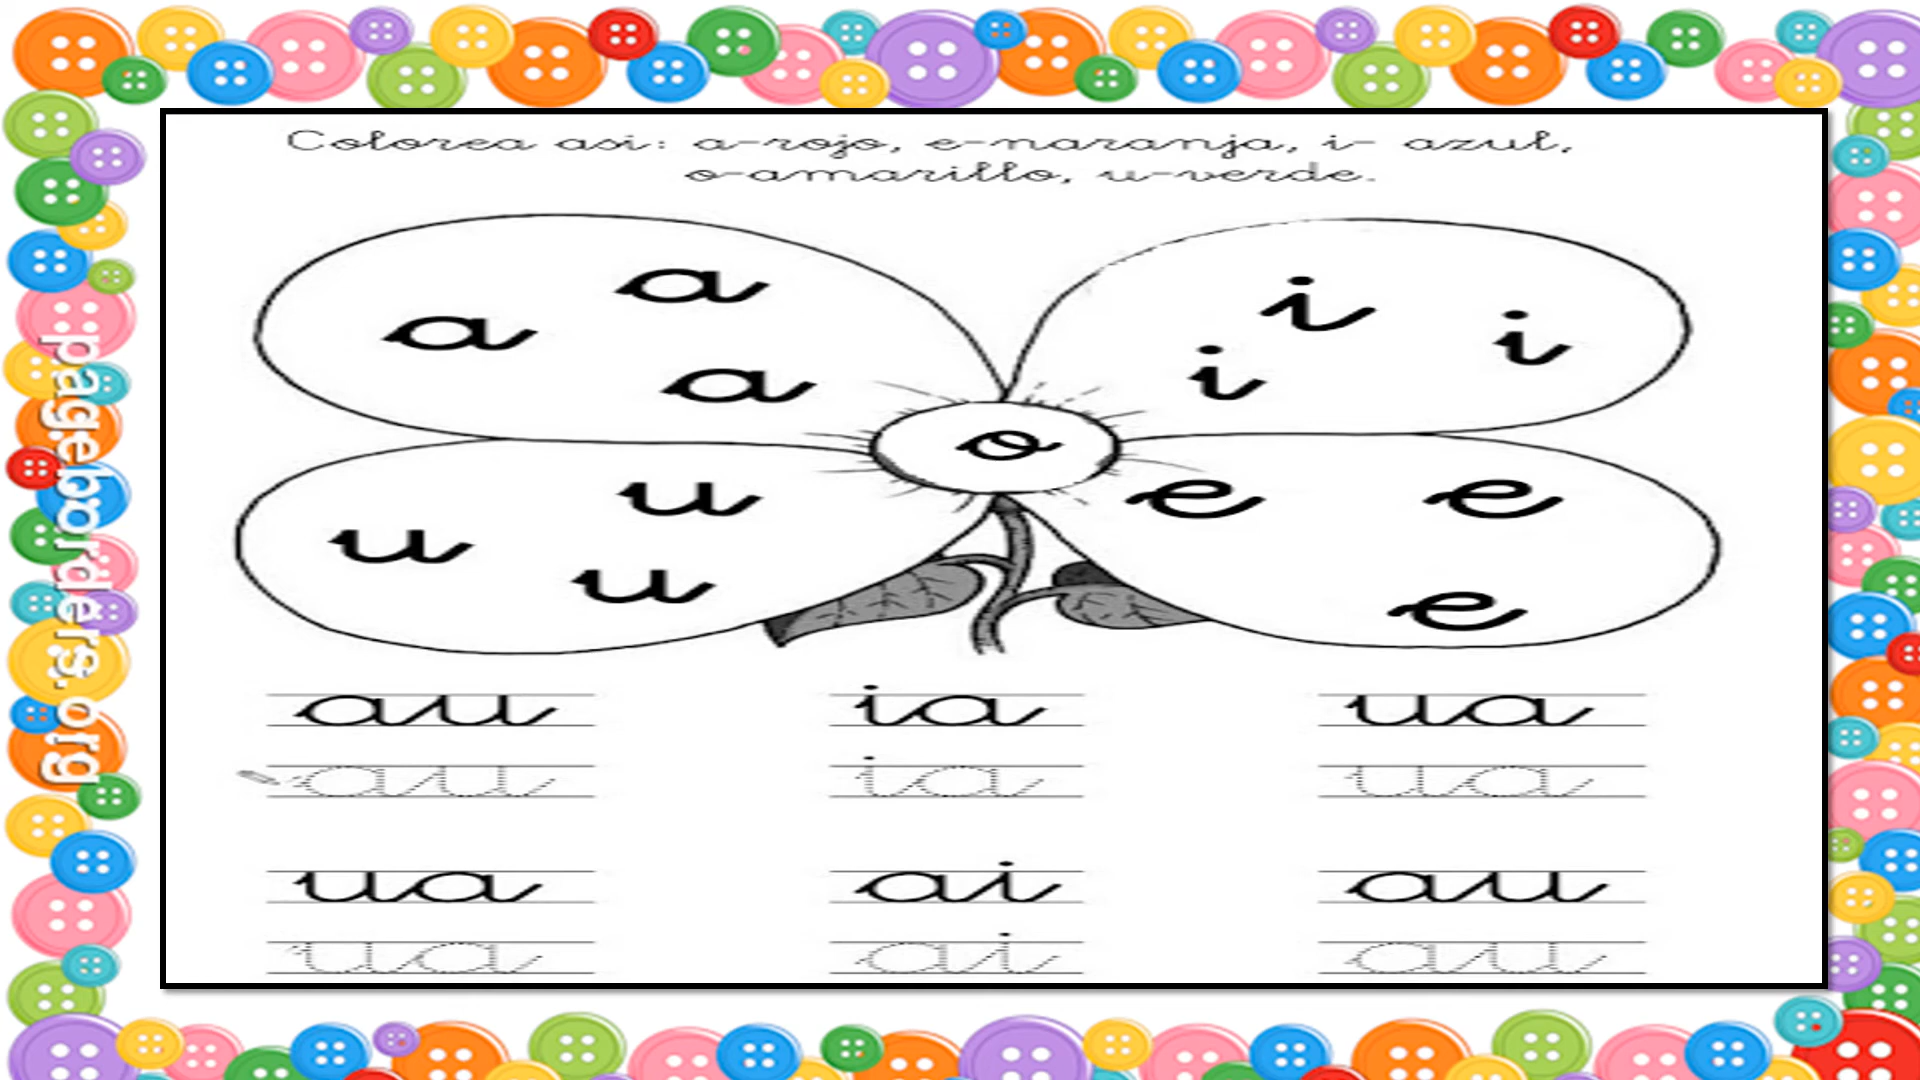 Colorea asi: a-rojo, e-naranja, i- azul,
o-amarillo, u-verde.
a
a
a
i
i
i
o
u
u
u
e
e
e
au ia ua
au ia ua
ua ai au
ua ai au
pageborders.org